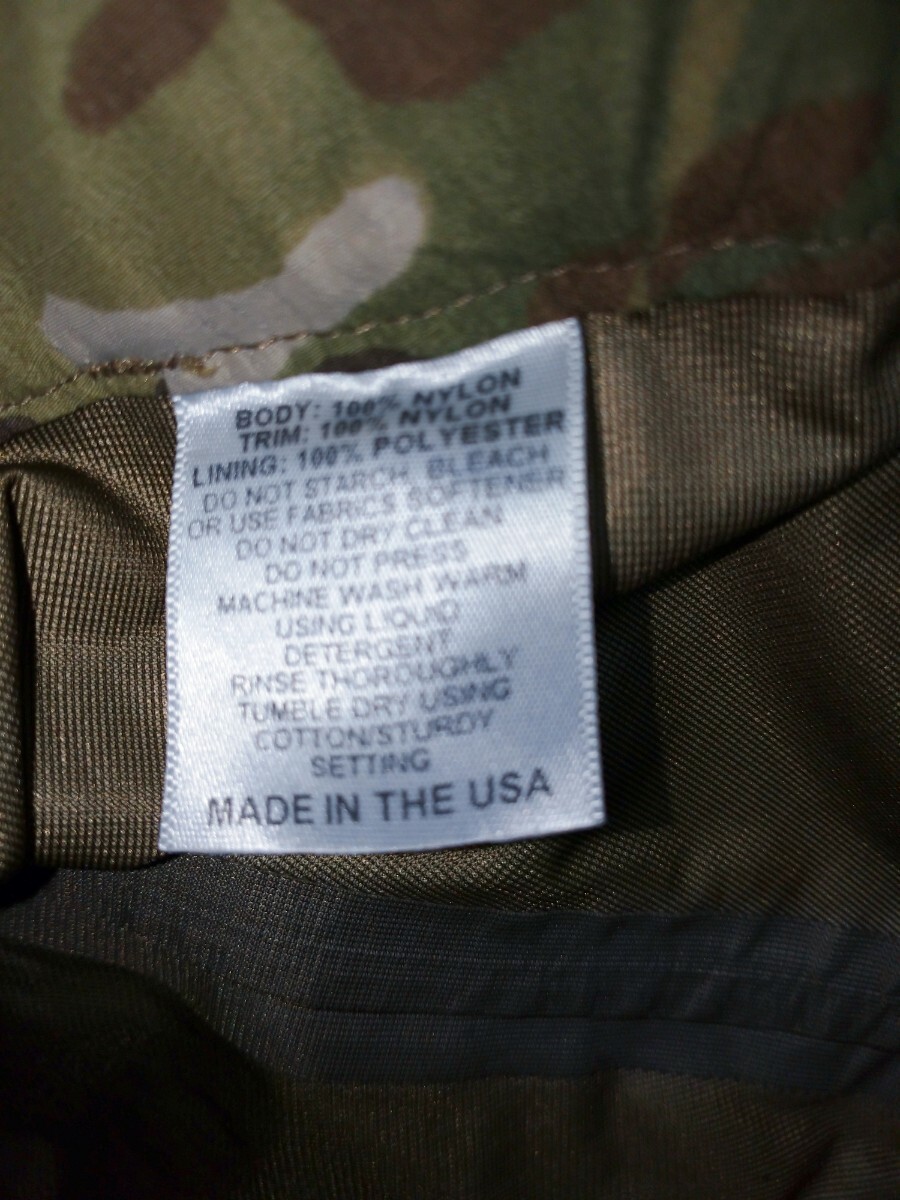 BODY: 100% NYLON
TRIM: 100% NYLON
LINING: 100% POLYESTER
DO NOT STARCH, BLEACH
OR USE FABRICS SOFTENER
DO NOT DRY CLEAN
DO NOT PRESS
MACHINE WASH WARM
USING LIQUID
DETERGENT
RINSE THOROUGHLY
TUMBLE DRY USING
COTTON/STURDY
SETTING
MADE IN THE USA